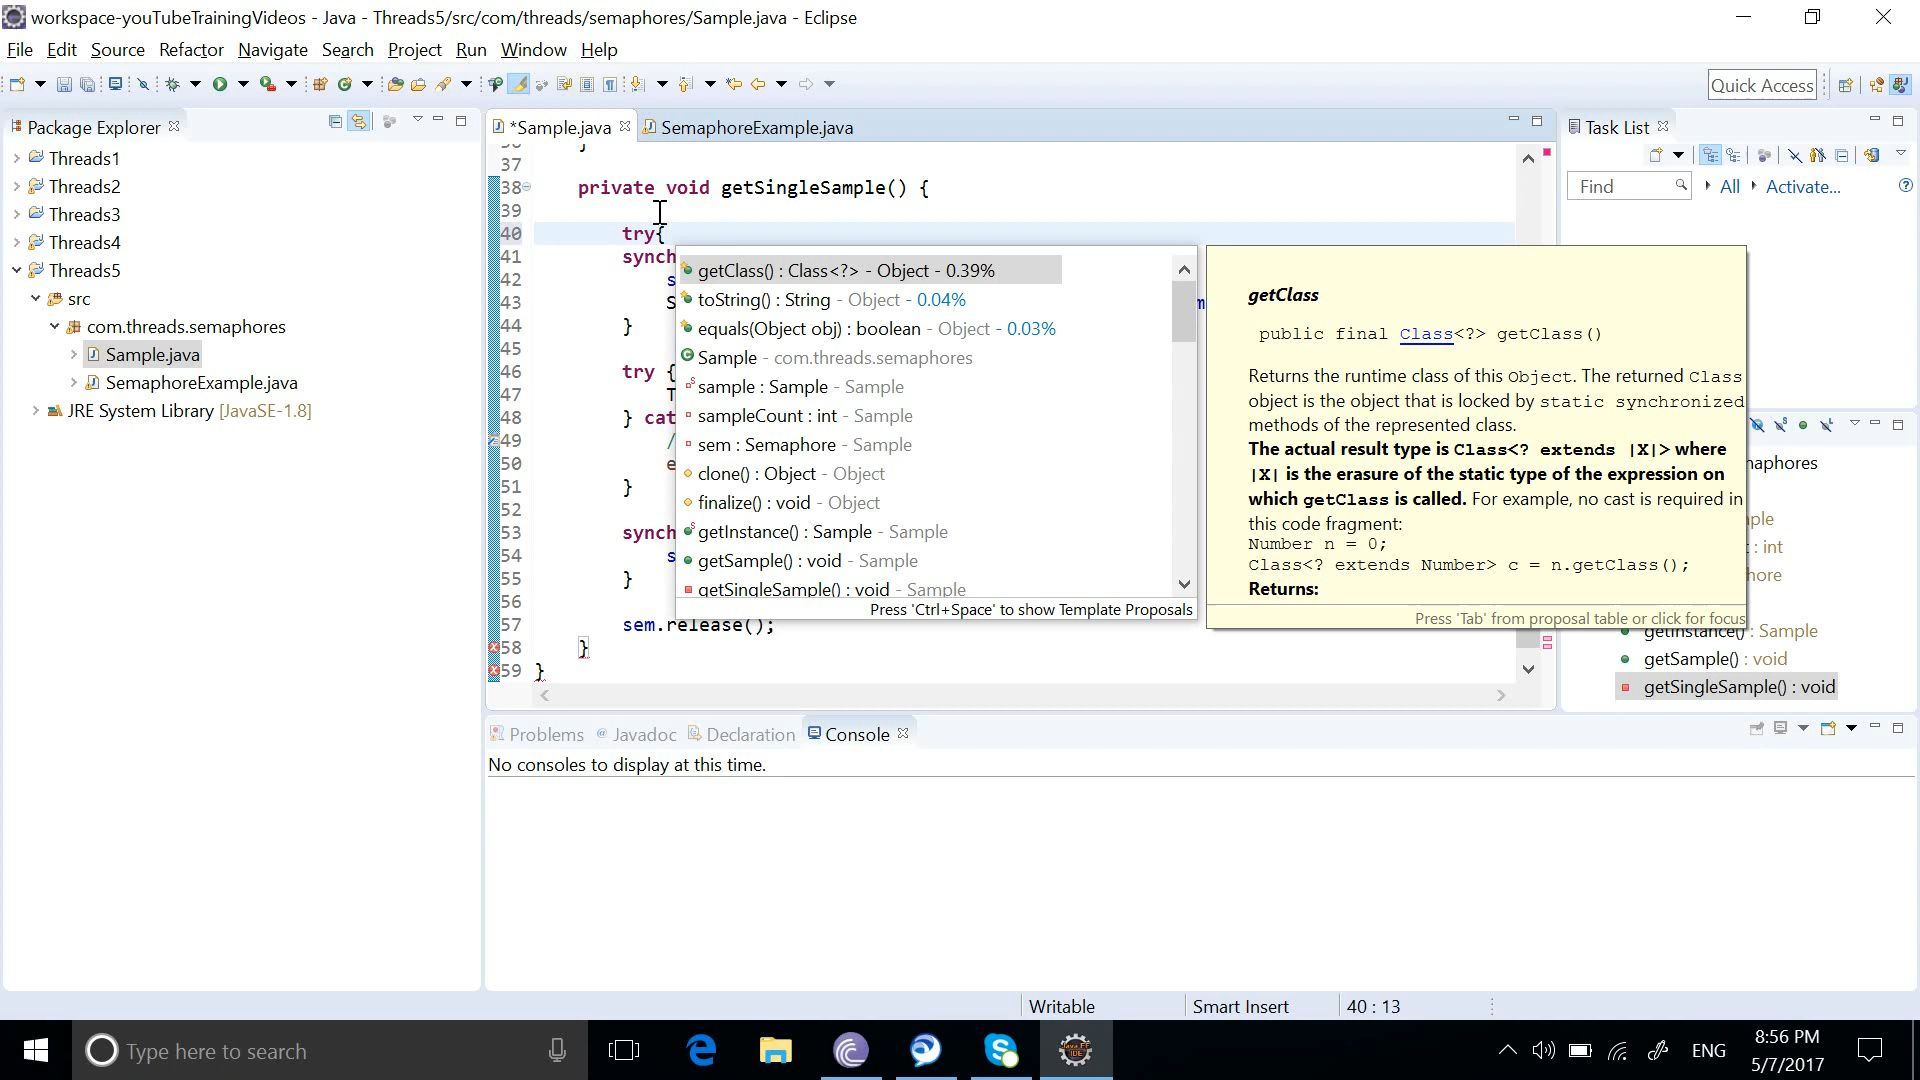 workspace-youTubeTrainingVideos - Java - Threads5/src/com/threads/semaphores/Sample.java - Eclipse
File Edit Source Refactor Navigate Search Project Run Window Help
Quick Access
Package Explorer
Threads1
Threads2
Threads3
Threads4
Threads5
src
com.threads.semaphores
Sample.java
SemaphoreExample.java
JRE System Library [JavaSE-1.8]
*Sample.java SemaphoreExample.java
37
38 private void getSingleSample() {
39
40 try{
41 synch
42 s
43 S
44 }
45
46 try {
47 T
48 } cat
49 /
50 e
51 }
52
53 synch
54 s
55 }
56
57 sem.release();
58 }
59 }
getClass() : Class<?> - Object - 0.39%
toString() : String - Object - 0.04%
equals(Object obj) : boolean - Object - 0.03%
Sample - com.threads.semaphores
sample : Sample - Sample
sampleCount : int - Sample
sem : Semaphore - Sample
clone() : Object - Object
finalize() : void - Object
getInstance() : Sample - Sample
getSample() : void - Sample
getSingleSample() : void - Sample
Press 'Ctrl+Space' to show Template Proposals
getClass
public final Class<?> getClass()
Returns the runtime class of this Object. The returned Class
object is the object that is locked by static synchronized
methods of the represented class.
The actual result type is Class<? extends |X|> where
|X| is the erasure of the static type of the expression on
which getClass is called. For example, no cast is required in
this code fragment:
Number n = 0;
Class<? extends Number> c = n.getClass();
Returns:
Press 'Tab' from proposal table or click for focus
Task List
Find All Activate...
naphores
ple
: int
hore
getInstance() : Sample
getSample() : void
getSingleSample() : void
Problems Javadoc Declaration Console
No consoles to display at this time.
Writable Smart Insert 40 : 13
Type here to search
ENG
8:56 PM
5/7/2017